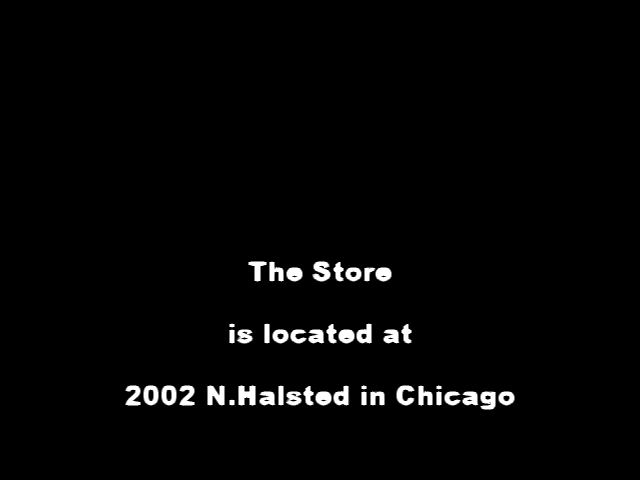 The Store
is located at
2002 N.Halsted in Chicago